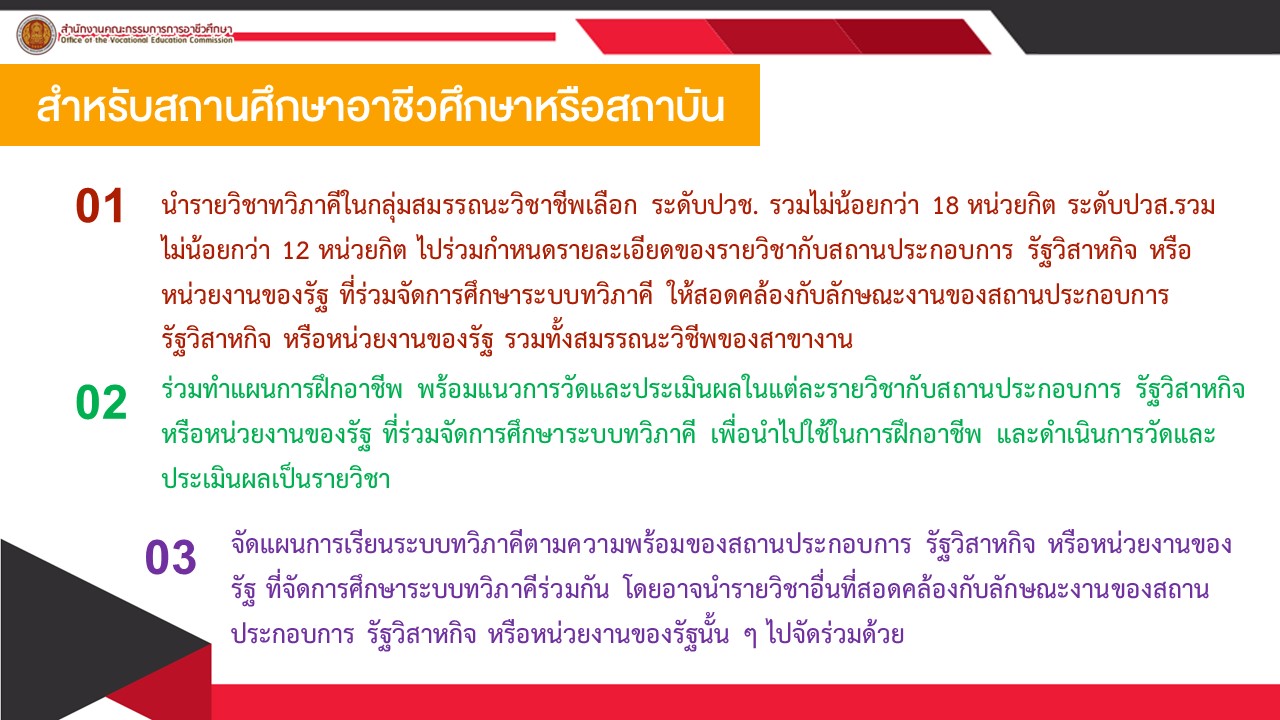 สำนักงานคณะกรรมการการอาชีวศึกษา
Office of the Vocational Education Commission
สำหรับสถานศึกษาอาชีวศึกษาหรือสถาบัน
01
นำรายวิชาทวิภาคีในกลุ่มสมรรถนะวิชาชีพเลือก ระดับปวช. รวมไม่น้อยกว่า 18 หน่วยกิต ระดับปวส.รวม
ไม่น้อยกว่า 12 หน่วยกิต ไปร่วมกำหนดรายละเอียดของรายวิชากับสถานประกอบการ รัฐวิสาหกิจ หรือ
หน่วยงานของรัฐ ที่ร่วมจัดการศึกษาระบบทวิภาคี ให้สอดคล้องกับลักษณะงานของสถานประกอบการ
รัฐวิสาหกิจ หรือหน่วยงานของรัฐ รวมทั้งสมรรถนะวิชีพของสาขางาน
02
ร่วมทำแผนการฝึกอาชีพ พร้อมแนวการวัดและประเมินผลในแต่ละรายวิชากับสถานประกอบการ รัฐวิสาหกิจ
หรือหน่วยงานของรัฐ ที่ร่วมจัดการศึกษาระบบทวิภาคี เพื่อนำไปใช้ในการฝึกอาชีพ และดำเนินการวัดและ
ประเมินผลเป็นรายวิชา
03
จัดแผนการเรียนระบบทวิภาคีตามความพร้อมของสถานประกอบการ รัฐวิสาหกิจ หรือหน่วยงานของ
รัฐ ที่จัดการศึกษาระบบทวิภาคีร่วมกัน โดยอาจนำรายวิชาอื่นที่สอดคล้องกับลักษณะงานของสถาน
ประกอบการ รัฐวิสาหกิจ หรือหน่วยงานของรัฐนั้น ๆ ไปจัดร่วมด้วย